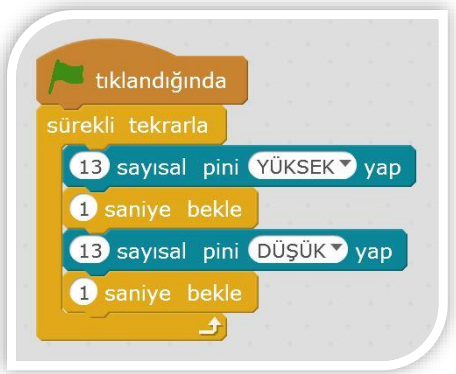 tıklandığında
sürekli tekrarla
13 sayısal pini YÜKSEK yap
1 saniye bekle
13 sayısal pini DÜŞÜK yap
1 saniye bekle